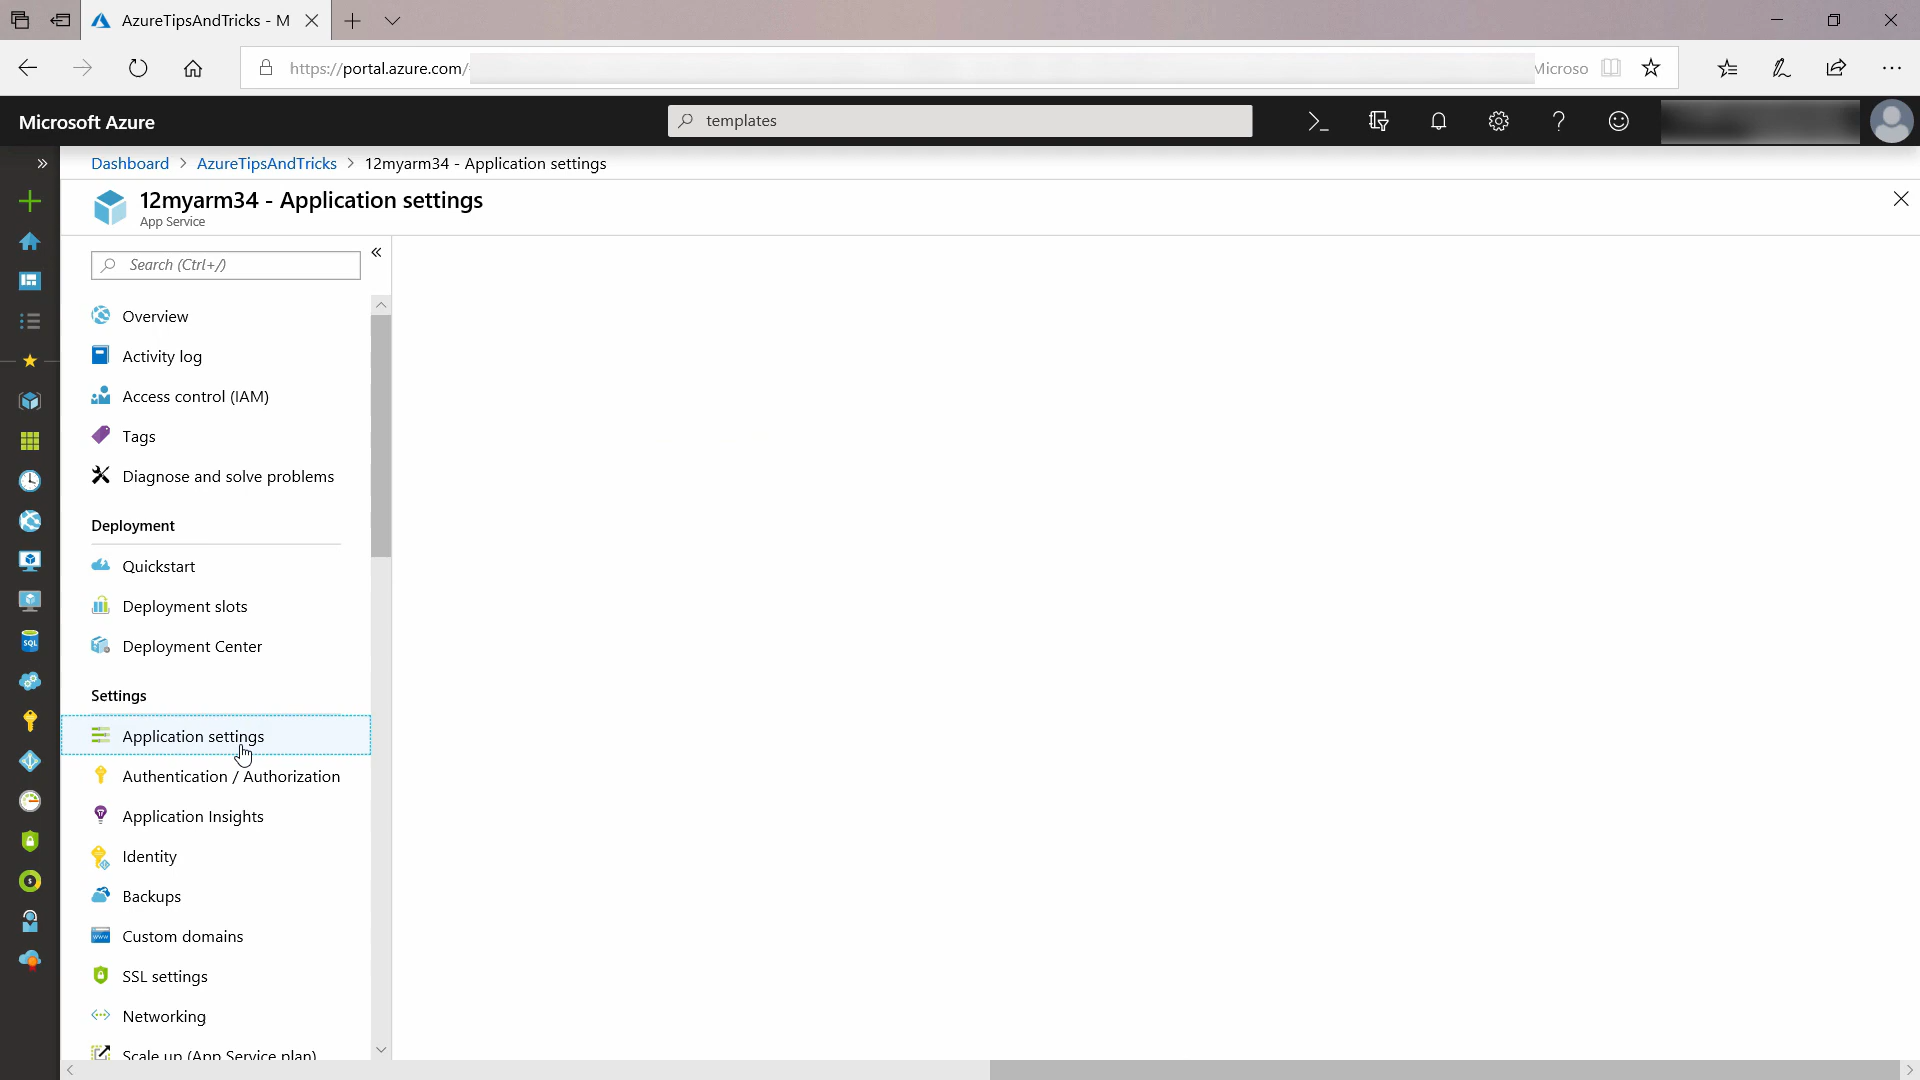 AzureTipsAndTricks - M
https://portal.azure.com/
Microso
Microsoft Azure
templates
Dashboard > AzureTipsAndTricks > 12myarm34 - Application settings
12myarm34 - Application settings
App Service
Search (Ctrl+/)
Overview
Activity log
Access control (IAM)
Tags
Diagnose and solve problems
Deployment
Quickstart
Deployment slots
Deployment Center
Settings
Application settings
Authentication / Authorization
Application Insights
Identity
Backups
Custom domains
SSL settings
Networking
Scale up (App Service plan)